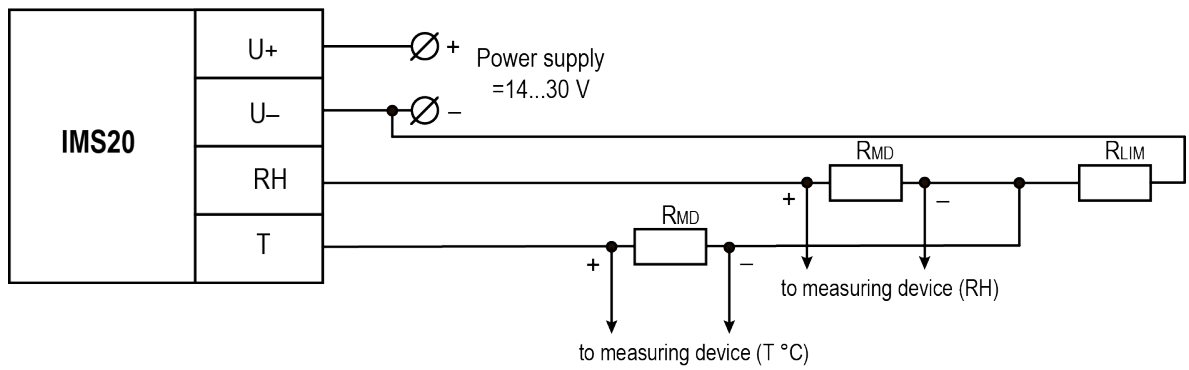 IMS20
U+
+
Power supply
=14...30 V
U–
–
RH
RMD
RLIM
+
–
T
RMD
+
–
to measuring device (RH)
to measuring device (T °C)